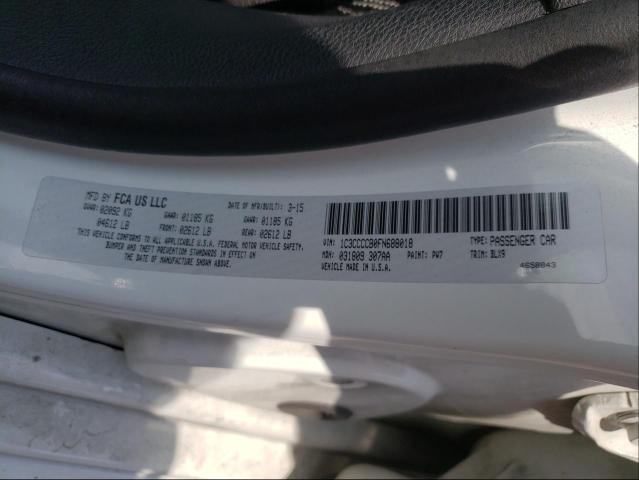 MFD BY FCA US LLC DATE OF MFR/BUILT: 3-15
GVWR: 02092 KG GAWR: 01185 KG GAWR: 01185 KG
04612 LB FRONT: 02612 LB REAR: 02612 LB
THIS VEHICLE CONFORMS TO ALL APPLICABLE U.S.A. FEDERAL MOTOR VEHICLE SAFETY,
BUMPER AND THEFT PREVENTION STANDARDS IN EFFECT ON
THE DATE OF MANUFACTURE SHOWN ABOVE.
VIN: 1C3CCCCB0FN688018 TYPE: PASSENGER CAR
MDH: 031809 307AA PAINT: PW7 TRIM: BLX9
VEHICLE MADE IN U.S.A. 46588843